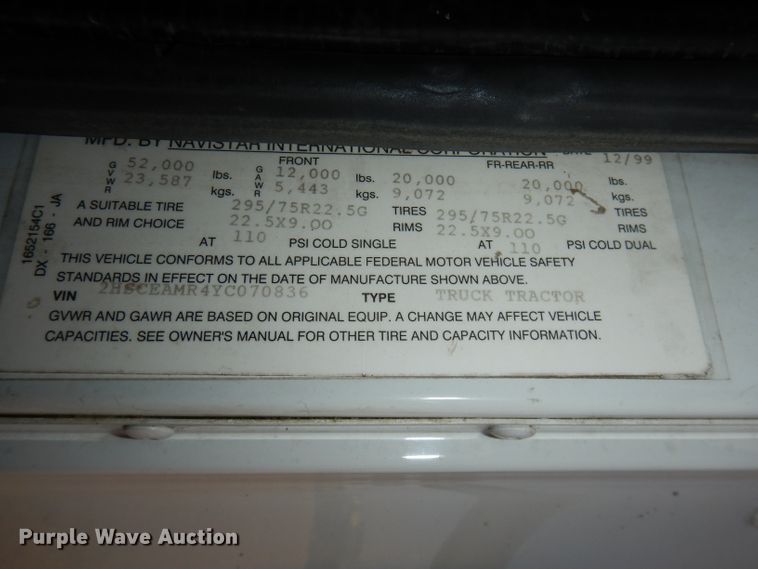 MFD. BY NAVISTAR INTERNATIONAL CORPORATION DATE 12/99
FRONT FR-REAR-RR
GVWR 52,000 lbs. GAWR 12,000 lbs. 20,000 20,000 lbs.
23,587 kgs. 5,443 kgs. 9,072 9,072 kgs.
A SUITABLE TIRE 295/75R22.5G TIRES 295/75R22.5G TIRES
AND RIM CHOICE 22.5X9.00 RIMS 22.5X9.00 RIMS
AT 110 PSI COLD SINGLE AT 110 PSI COLD DUAL
THIS VEHICLE CONFORMS TO ALL APPLICABLE FEDERAL MOTOR VEHICLE SAFETY
STANDARDS IN EFFECT ON THE DATE OF MANUFACTURE SHOWN ABOVE.
VIN 2HSCEAMR4YC070836 TYPE TRUCK TRACTOR
GVWR AND GAWR ARE BASED ON ORIGINAL EQUIP. A CHANGE MAY AFFECT VEHICLE
CAPACITIES. SEE OWNER'S MANUAL FOR OTHER TIRE AND CAPACITY INFORMATION.
1652154C1
DX - 166 - JA
Purple Wave Auction